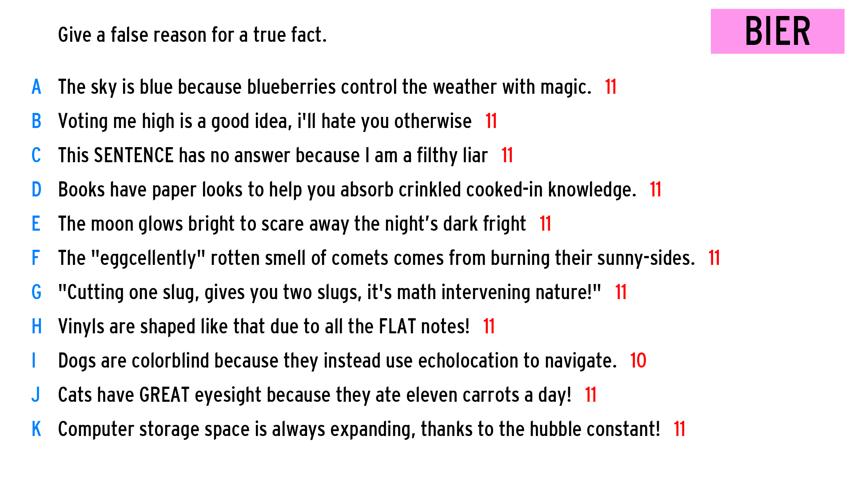 Give a false reason for a true fact.
BIER
A The sky is blue because blueberries control the weather with magic. 11
B Voting me high is a good idea, i'll hate you otherwise 11
C This SENTENCE has no answer because I am a filthy liar 11
D Books have paper looks to help you absorb crinkled cooked-in knowledge. 11
E The moon glows bright to scare away the night’s dark fright 11
F The "eggcellently" rotten smell of comets comes from burning their sunny-sides. 11
G "Cutting one slug, gives you two slugs, it's math intervening nature!" 11
H Vinyls are shaped like that due to all the FLAT notes! 11
I Dogs are colorblind because they instead use echolocation to navigate. 10
J Cats have GREAT eyesight because they ate eleven carrots a day! 11
K Computer storage space is always expanding, thanks to the hubble constant! 11